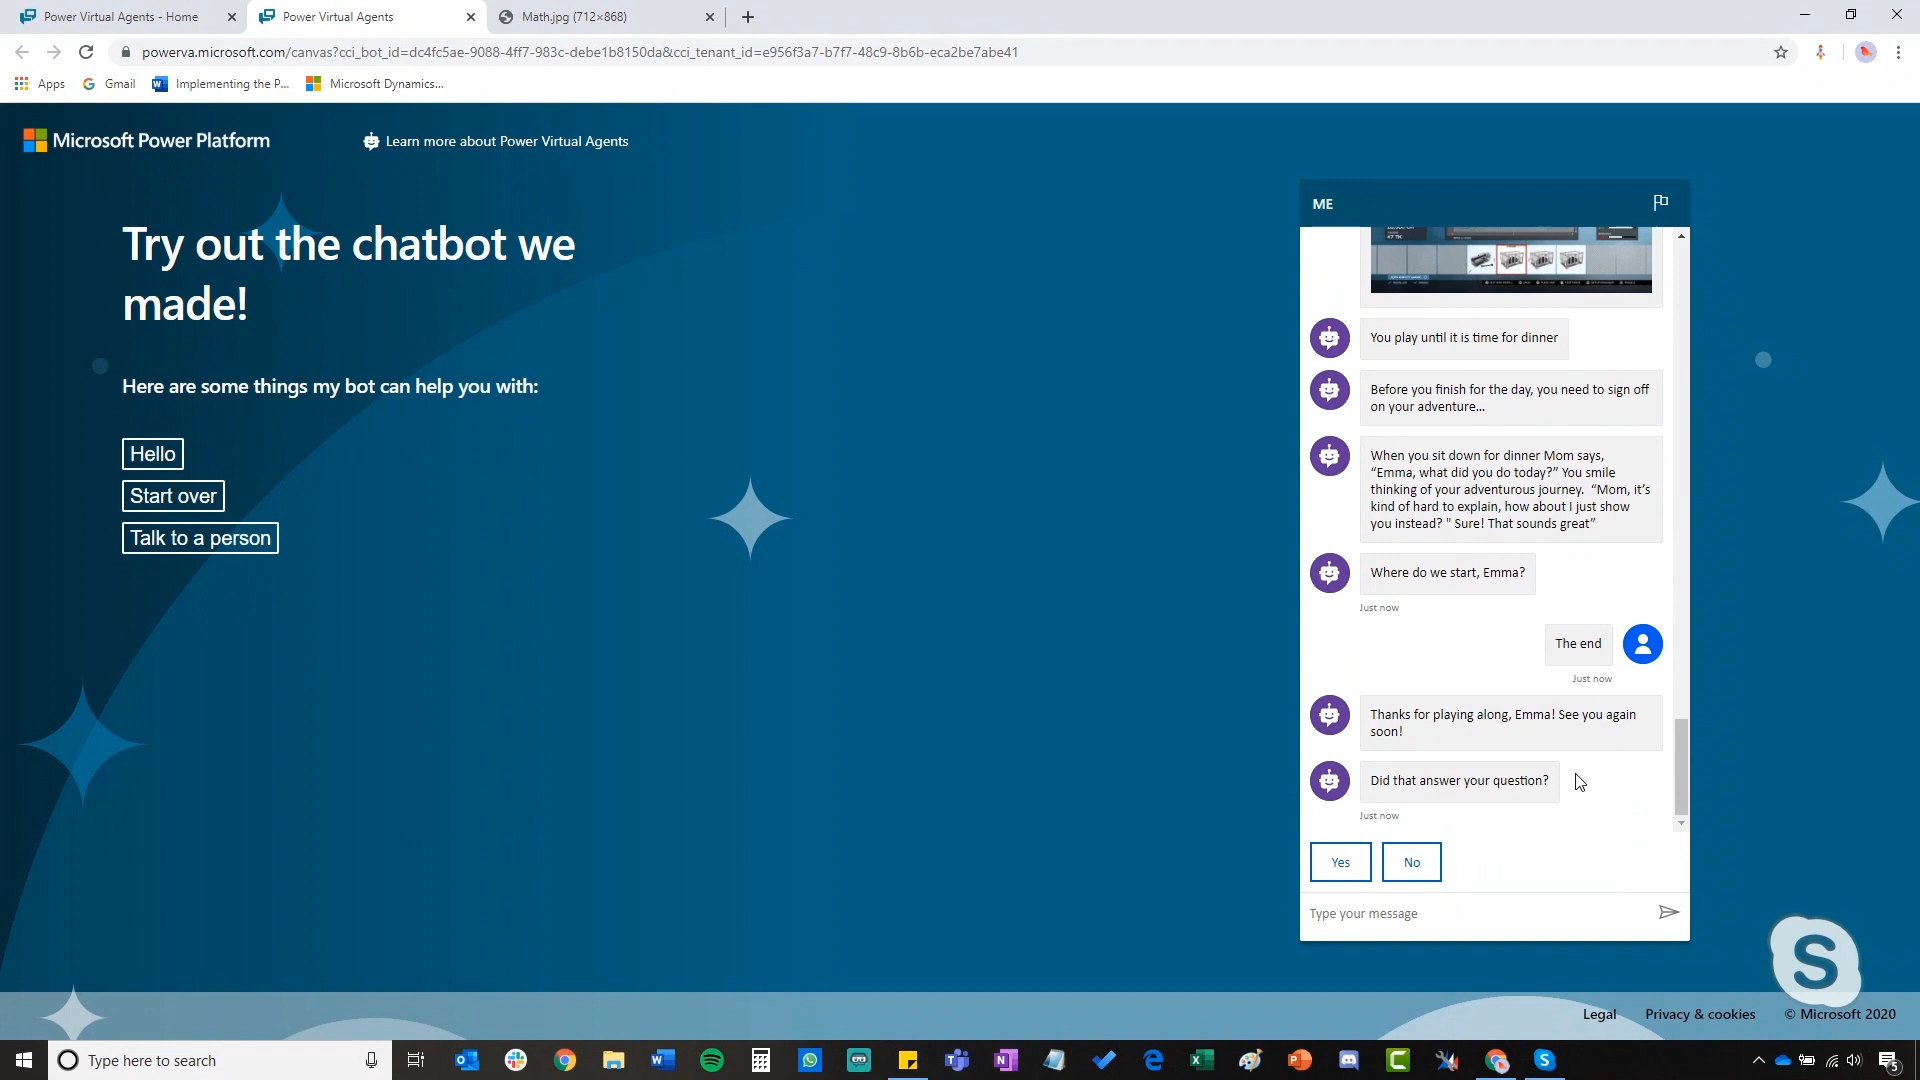 Power Virtual Agents - Home
Power Virtual Agents
Math.jpg (712×868)
powerva.microsoft.com/canvas?cci_bot_id=dc4fc5ae-9088-4ff7-983c-debe1b8150da&cci_tenant_id=e956f3a7-b7f7-48c9-8b6b-eca2be7abe41
Apps
Gmail
Implementing the P...
Microsoft Dynamics...
Microsoft Power Platform
Learn more about Power Virtual Agents
Try out the chatbot we
made!
Here are some things my bot can help you with:
Hello
Start over
Talk to a person
ME
You play until it is time for dinner
Before you finish for the day, you need to sign off
on your adventure...
When you sit down for dinner Mom says,
“Emma, what did you do today?” You smile
thinking of your adventurous journey. “Mom, it’s
kind of hard to explain, how about I just show
you instead? " Sure! That sounds great”
Where do we start, Emma?
Just now
The end
Just now
Thanks for playing along, Emma! See you again
soon!
Did that answer your question?
Just now
Yes
No
Type your message
Legal
Privacy & cookies
© Microsoft 2020
Type here to search
5